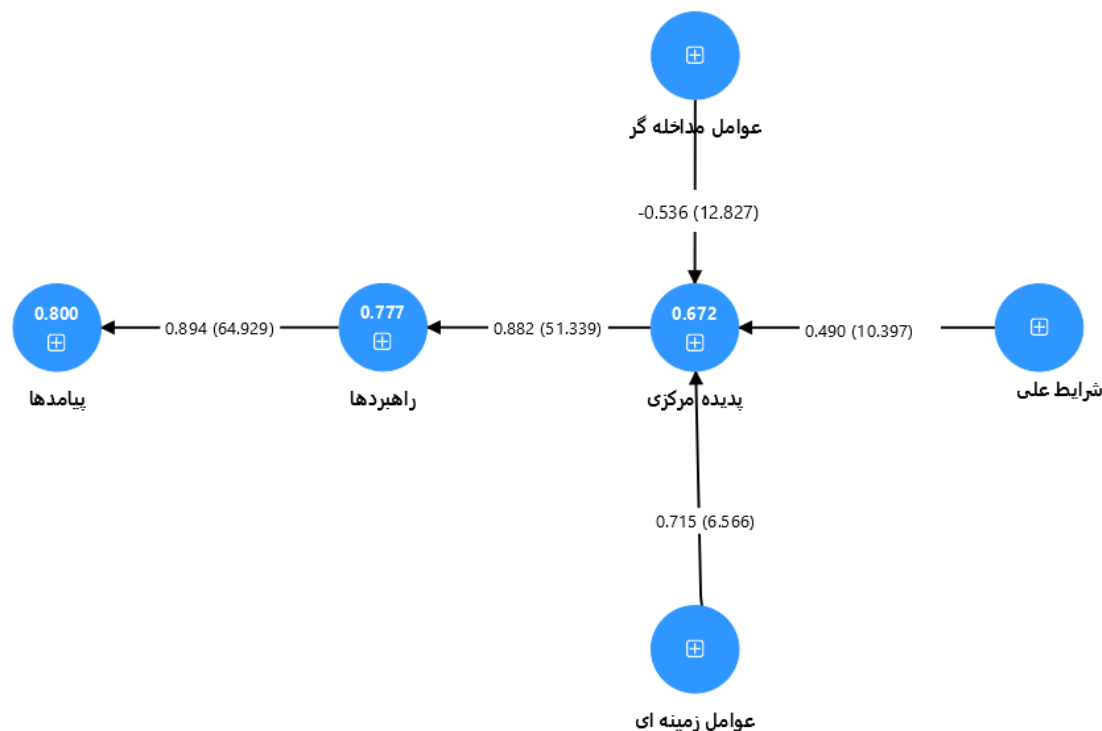 عوامل مداخله گر
-0.536 (12.827)
0.800
0.894 (64.929)
0.777
0.882 (51.339)
0.672
0.490 (10.397)
پیامدها
راهبردها
پدیده مرکزی
شرایط علی
0.715 (6.566)
عوامل زمینه ای